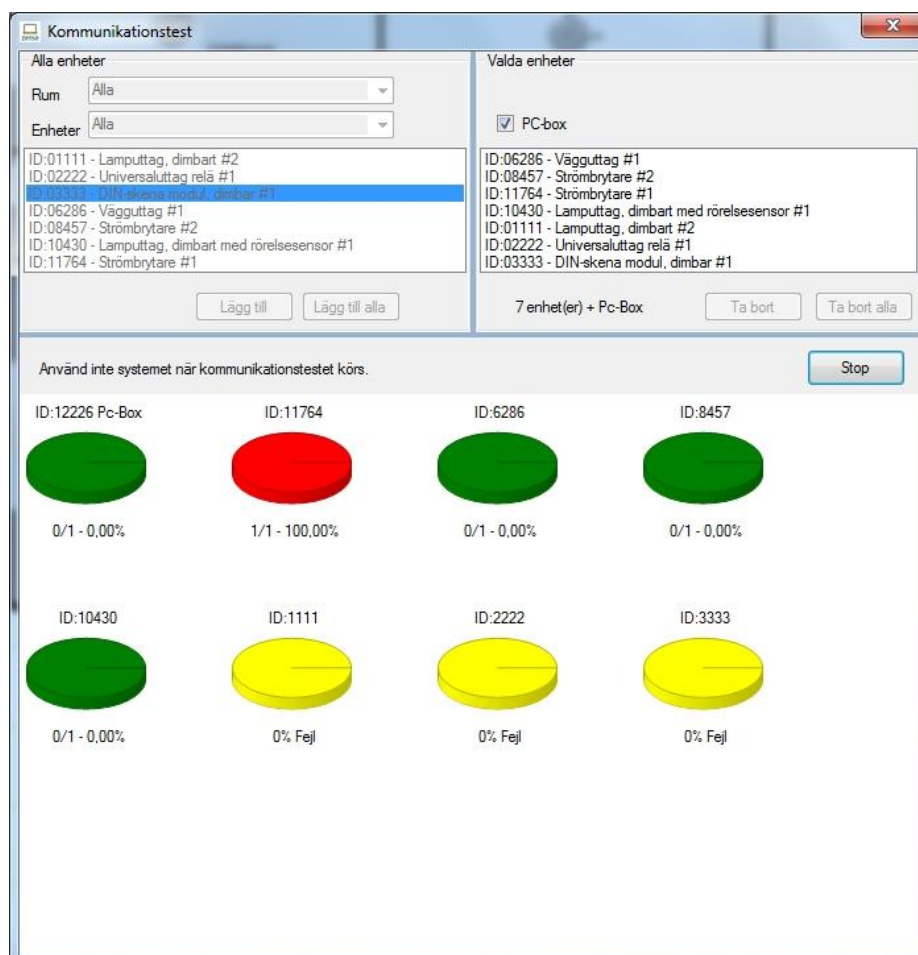 Kommunikationstest
Alla enheter
Rum Alla
Enheter Alla
ID:01111 - Lamputtag, dimbart #2
ID:02222 - Universaluttag relä #1
ID:03333 - DIN-skena modul, dimbar #1
ID:06286 - Vägguttag #1
ID:08457 - Strömbrytare #2
ID:10430 - Lamputtag, dimbart med rörelsesensor #1
ID:11764 - Strömbrytare #1
Lägg till Lägg till alla
Valda enheter
PC-box
ID:06286 - Vägguttag #1
ID:08457 - Strömbrytare #2
ID:11764 - Strömbrytare #1
ID:10430 - Lamputtag, dimbart med rörelsesensor #1
ID:01111 - Lamputtag, dimbart #2
ID:02222 - Universaluttag relä #1
ID:03333 - DIN-skena modul, dimbar #1
7 enhet(er) + Pc-Box Ta bort Ta bort alla
Använd inte systemet när kommunikationstestet körs. Stop
ID:12226 Pc-Box ID:11764 ID:6286 ID:8457
0/1 - 0,00% 1/1 - 100,00% 0/1 - 0,00% 0/1 - 0,00%
ID:10430 ID:1111 ID:2222 ID:3333
0/1 - 0,00% 0% Fejl 0% Fejl 0% Fejl